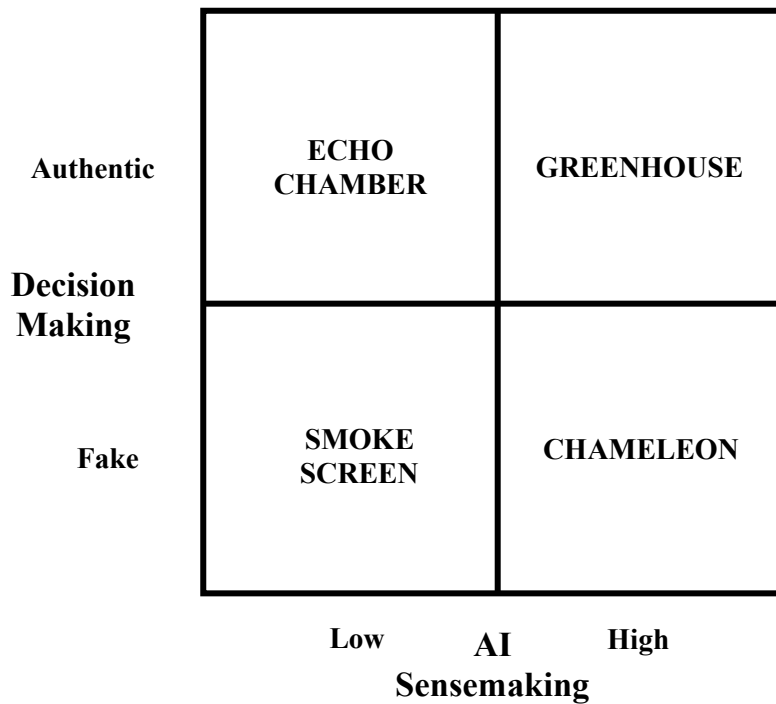 ECHO
CHAMBER
GREENHOUSE
Authentic
Decision
Making
SMOKE
SCREEN
CHAMELEON
Fake
Low
AI
High
Sensemaking